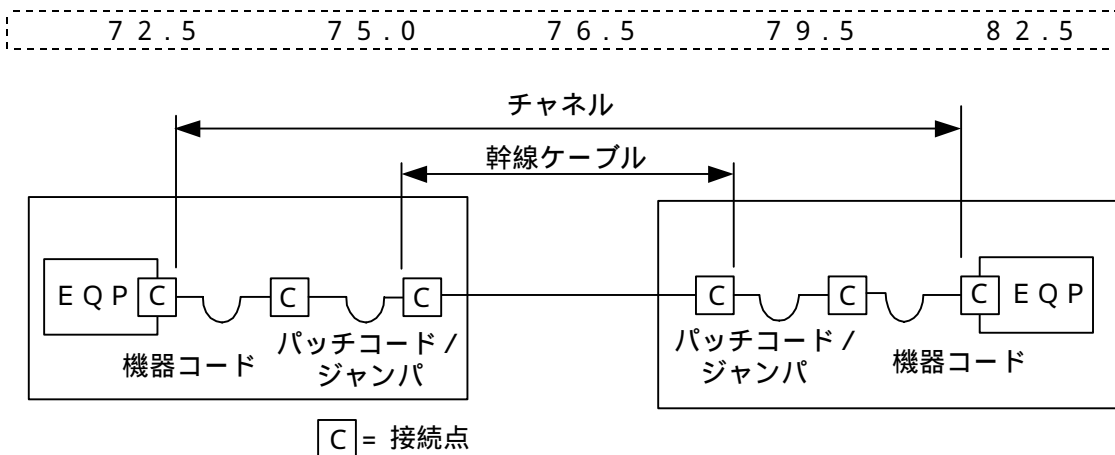 72.5 75.0 76.5 79.5 82.5
チャネル
幹線ケーブル
EQP C C C C C C EQP
機器コード パッチコード/ パッチコード/ 機器コード
ジャンパ ジャンパ
C = 接続点